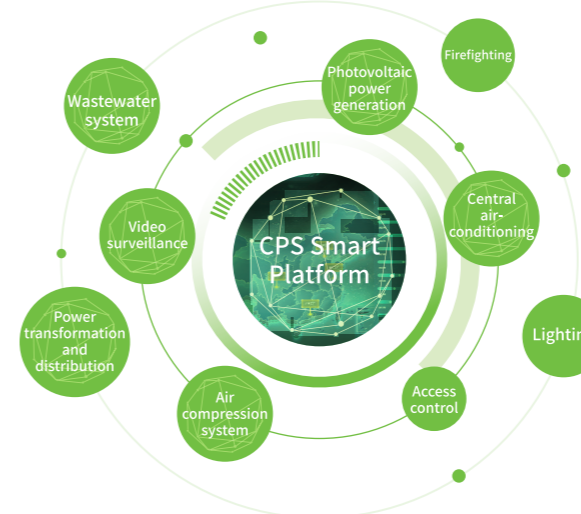 Firefighting
Photovoltaic
power
generation
Wastewater
system
Central
air-
conditioning
Video
surveillance
CPS Smart
Platform
Power
transformation
and
distribution
Lightin
Access
control
Air
compression
system